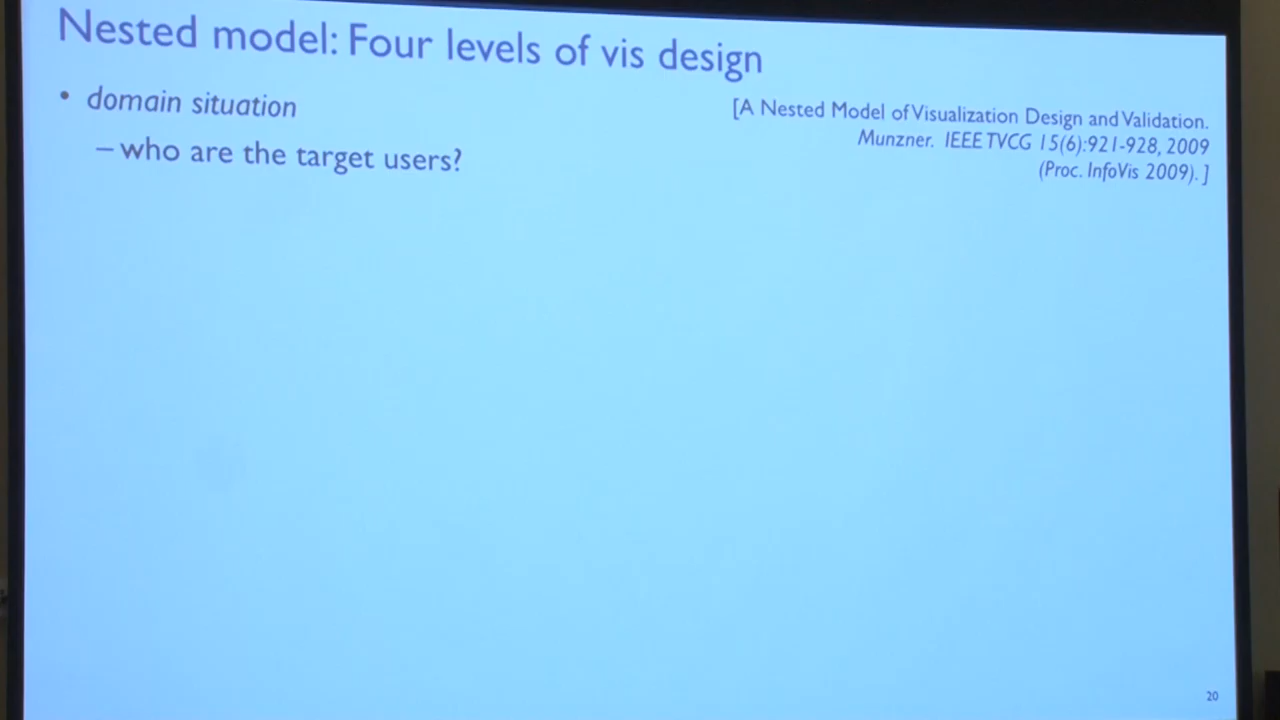 Nested model: Four levels of vis design
• domain situation
– who are the target users?
[A Nested Model of Visualization Design and Validation.
Munzner. IEEE TVCG 15(6):921-928, 2009
(Proc. InfoVis 2009). ]
20